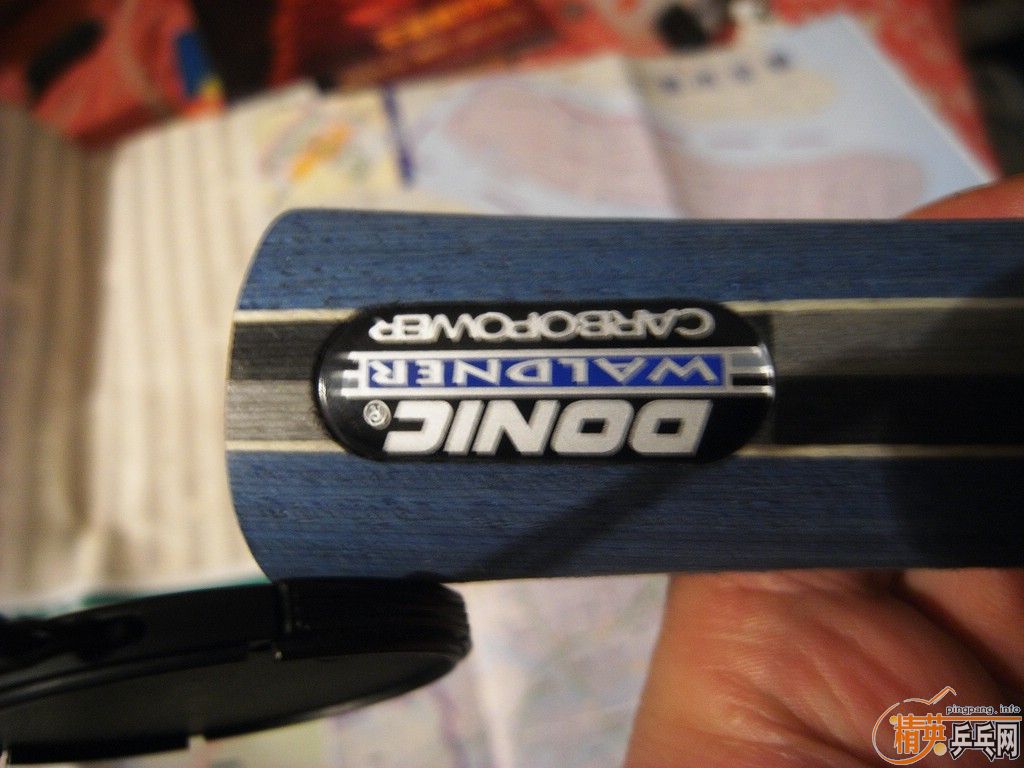 DONIC®
WALDNER
CARBOPOWER
pingpang.info
精英乒乓网